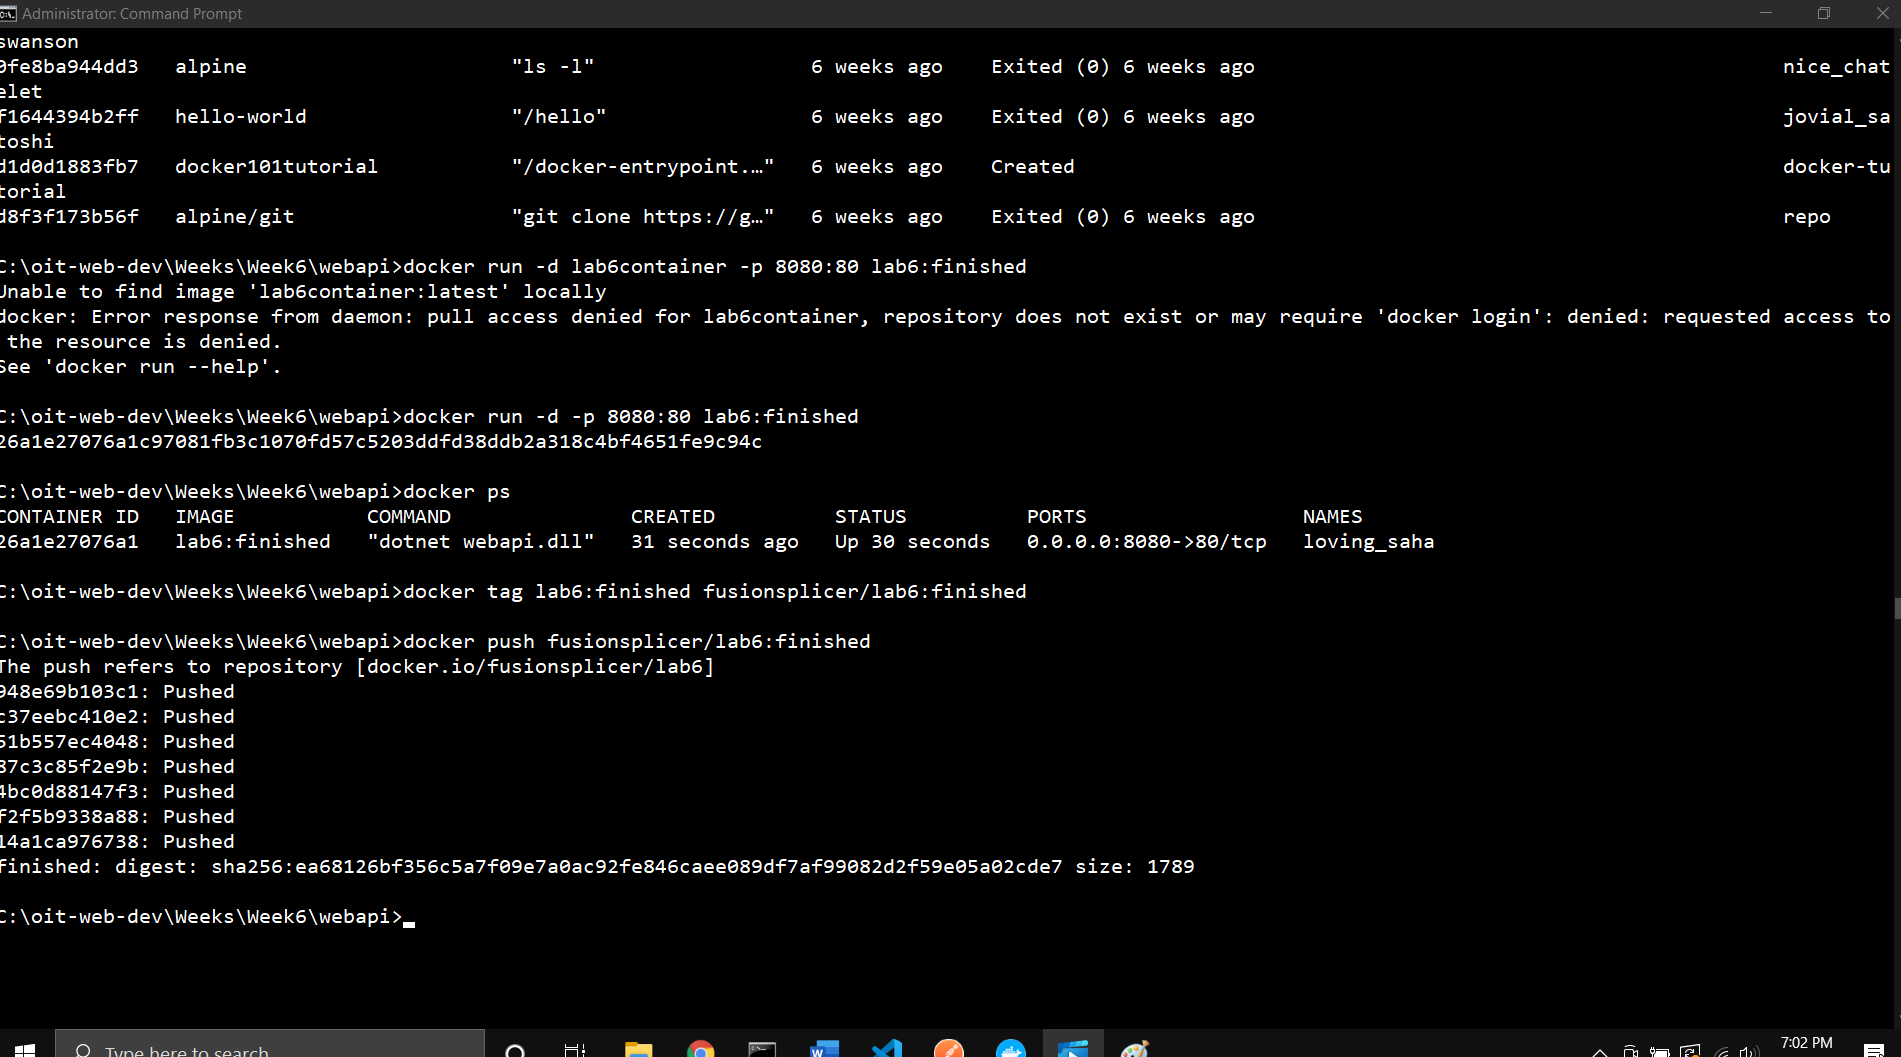 Administrator: Command Prompt
swanson
0fe8ba944dd3 alpine "ls -l" 6 weeks ago Exited (0) 6 weeks ago nice_chat
elet
f1644394b2ff hello-world "/hello" 6 weeks ago Exited (0) 6 weeks ago jovial_sa
toshi
d1d0d1883fb7 docker101tutorial "/docker-entrypoint.…" 6 weeks ago Created docker-tu
torial
d8f3f173b56f alpine/git "git clone https://g…" 6 weeks ago Exited (0) 6 weeks ago repo
C:\oit-web-dev\Weeks\Week6\webapi>docker run -d lab6container -p 8080:80 lab6:finished
Unable to find image 'lab6container:latest' locally
docker: Error response from daemon: pull access denied for lab6container, repository does not exist or may require 'docker login': denied: requested access to
the resource is denied.
See 'docker run --help'.
C:\oit-web-dev\Weeks\Week6\webapi>docker run -d -p 8080:80 lab6:finished
26a1e27076a1c97081fb3c1070fd57c5203ddfd38ddb2a318c4bf4651fe9c94c
C:\oit-web-dev\Weeks\Week6\webapi>docker ps
CONTAINER ID IMAGE COMMAND CREATED STATUS PORTS NAMES
26a1e27076a1 lab6:finished "dotnet webapi.dll" 31 seconds ago Up 30 seconds 0.0.0.0:8080->80/tcp loving_saha
C:\oit-web-dev\Weeks\Week6\webapi>docker tag lab6:finished fusionsplicer/lab6:finished
C:\oit-web-dev\Weeks\Week6\webapi>docker push fusionsplicer/lab6:finished
The push refers to repository [docker.io/fusionsplicer/lab6]
948e69b103c1: Pushed
c37eebc410e2: Pushed
51b557ec4048: Pushed
87c3c85f2e9b: Pushed
4bc0d88147f3: Pushed
f2f5b9338a88: Pushed
14a1ca976738: Pushed
finished: digest: sha256:ea68126bf356c5a7f09e7a0ac92fe846caee089df7af99082d2f59e05a02cde7 size: 1789
C:\oit-web-dev\Weeks\Week6\webapi>
Type here to search
7:02 PM